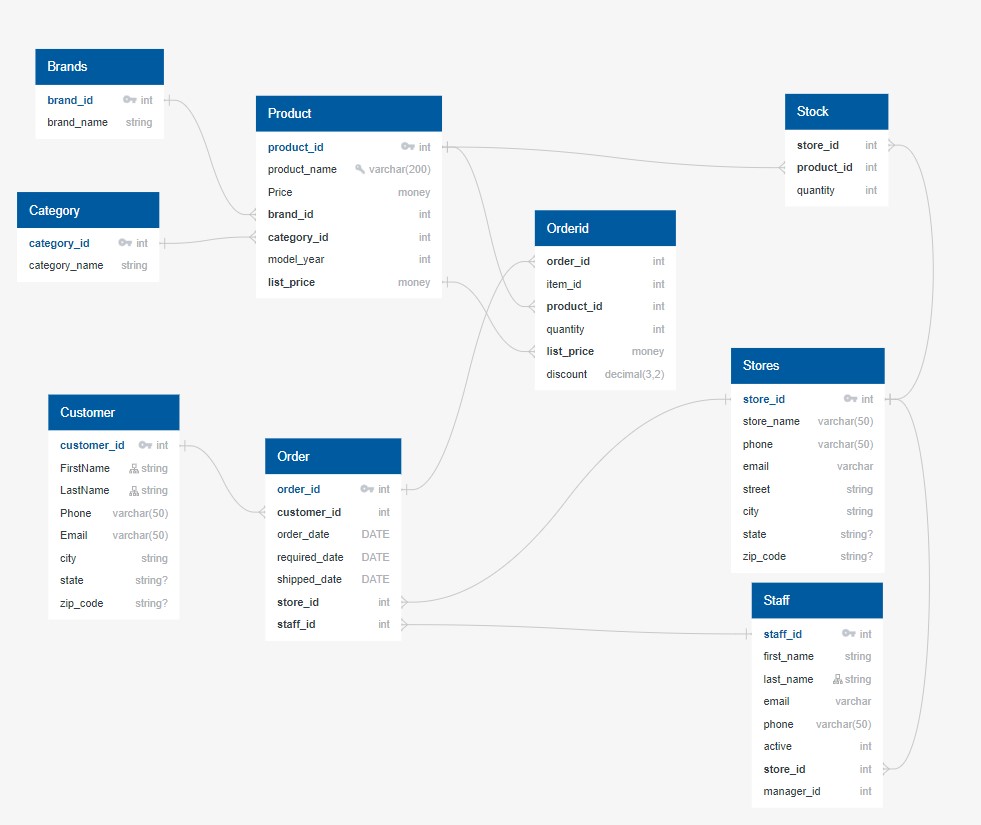 Brands
brand_id int
brand_name string
Category
category_id int
category_name string
Product
product_id int
product_name varchar(200)
Price money
brand_id int
category_id int
model_year int
list_price money
Stock
store_id int
product_id int
quantity int
Orderid
order_id int
item_id int
product_id int
quantity int
list_price money
discount decimal(3,2)
Customer
customer_id int
FirstName string
LastName string
Phone varchar(50)
Email varchar(50)
city string
state string?
zip_code string?
Order
order_id int
customer_id int
order_date DATE
required_date DATE
shipped_date DATE
store_id int
staff_id int
Stores
store_id int
store_name varchar(50)
phone varchar(50)
email varchar
street string
city string
state string?
zip_code string?
Staff
staff_id int
first_name string
last_name string
email varchar
phone varchar(50)
active int
store_id int
manager_id int